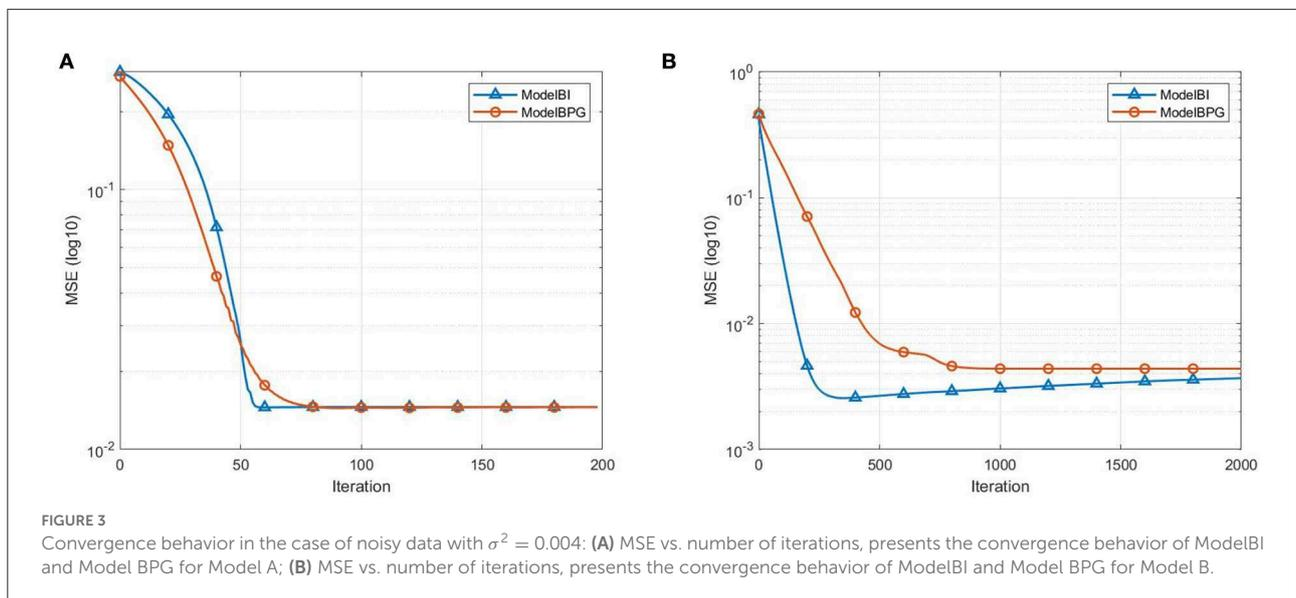 A
ModelBI
ModelBPG
10^-1
10^-2
MSE (log10)
0 50 100 150 200
Iteration
B
ModelBI
ModelBPG
10^0
10^-1
10^-2
10^-3
MSE (log10)
0 500 1000 1500 2000
Iteration
FIGURE 3
Convergence behavior in the case of noisy data with σ² = 0.004: (A) MSE vs. number of iterations, presents the convergence behavior of ModelBI
and Model BPG for Model A; (B) MSE vs. number of iterations, presents the convergence behavior of ModelBI and Model BPG for Model B.